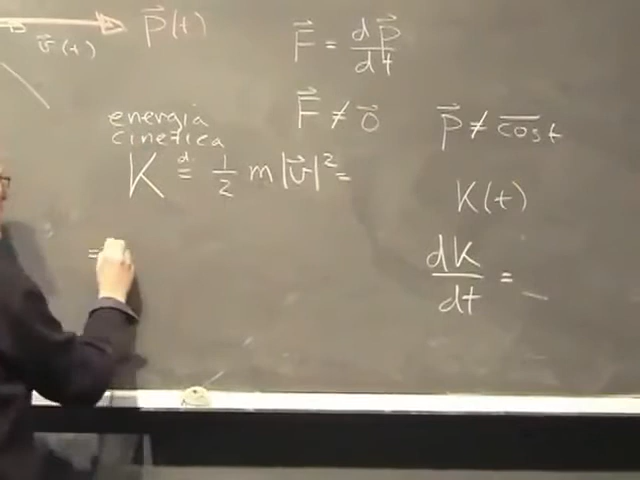 v⃗(t) P⃗(t)
F⃗ = dP⃗/dt
F⃗ ≠ 0⃗
P⃗ ≠ cost
energia
cinetica
K d= 1/2 m|v⃗|² =
K(t)
dK/dt =
=